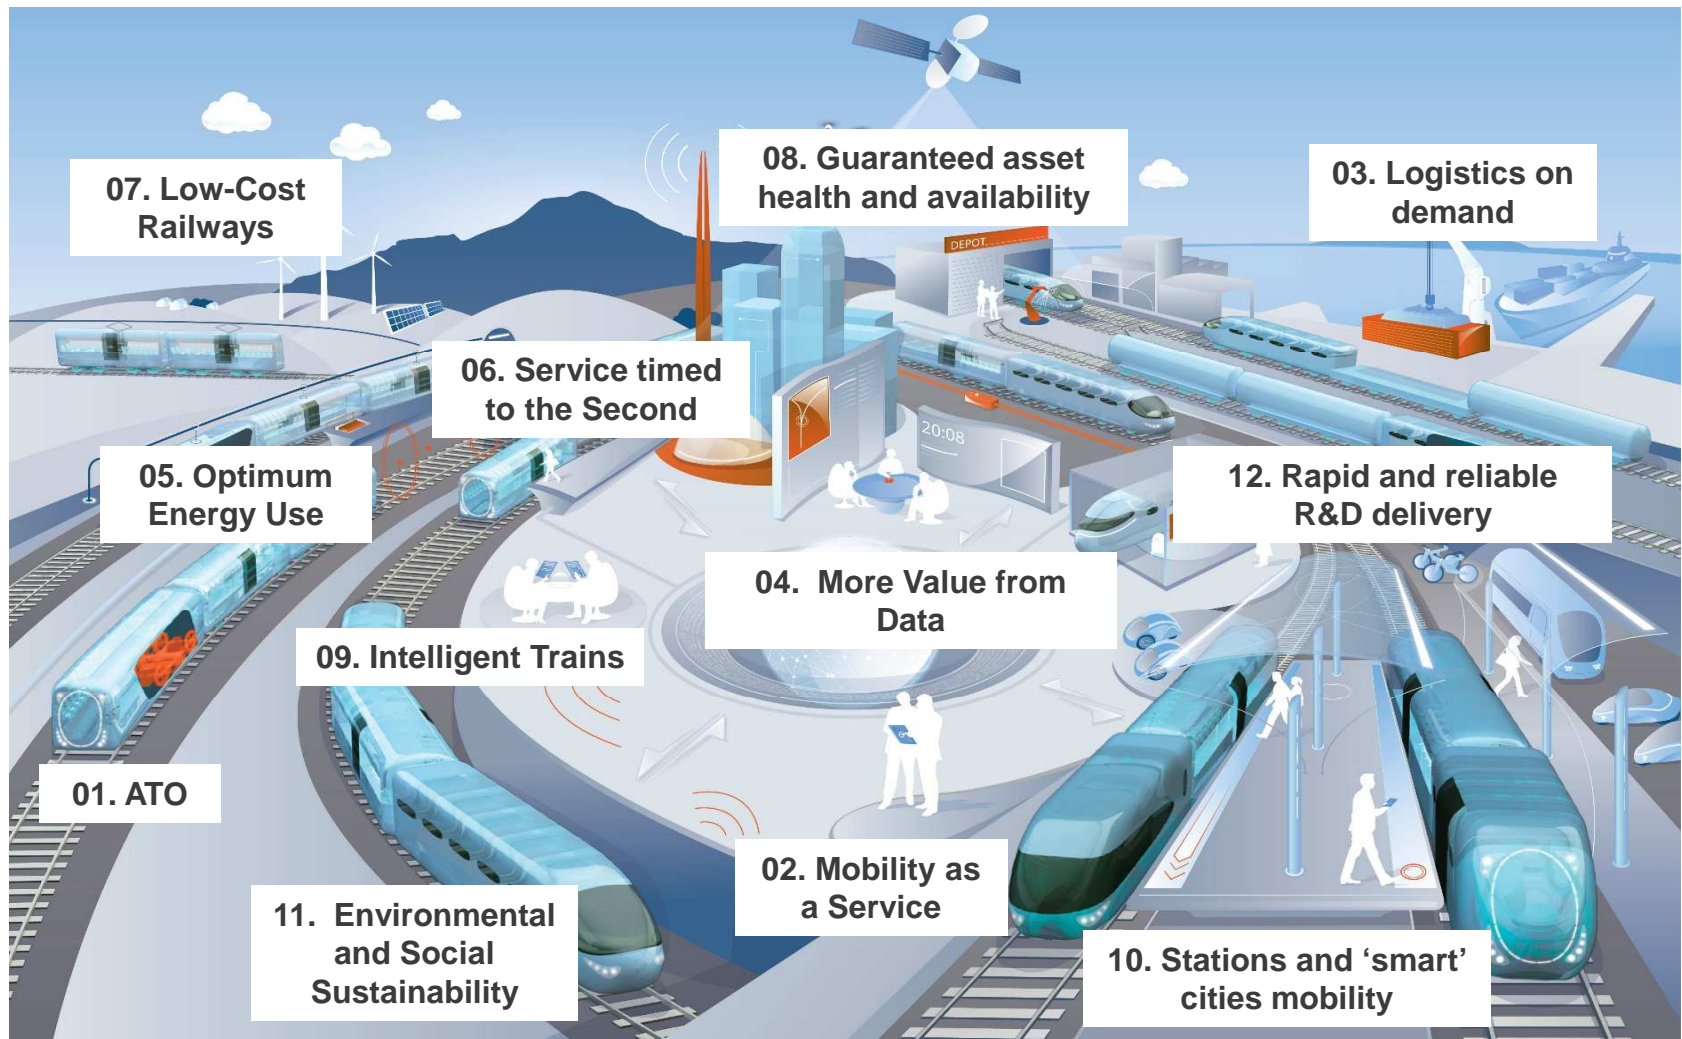 08. Guaranteed asset
health and availability
07. Low-Cost
Railways
03. Logistics on
demand
DEPOT
06. Service timed
to the Second
20:08
05. Optimum
Energy Use
12. Rapid and reliable
R&D delivery
04.  More Value from
Data
09. Intelligent Trains
01. ATO
02. Mobility as
a Service
11.  Environmental
and Social
Sustainability
10. Stations and ‘smart’
cities mobility